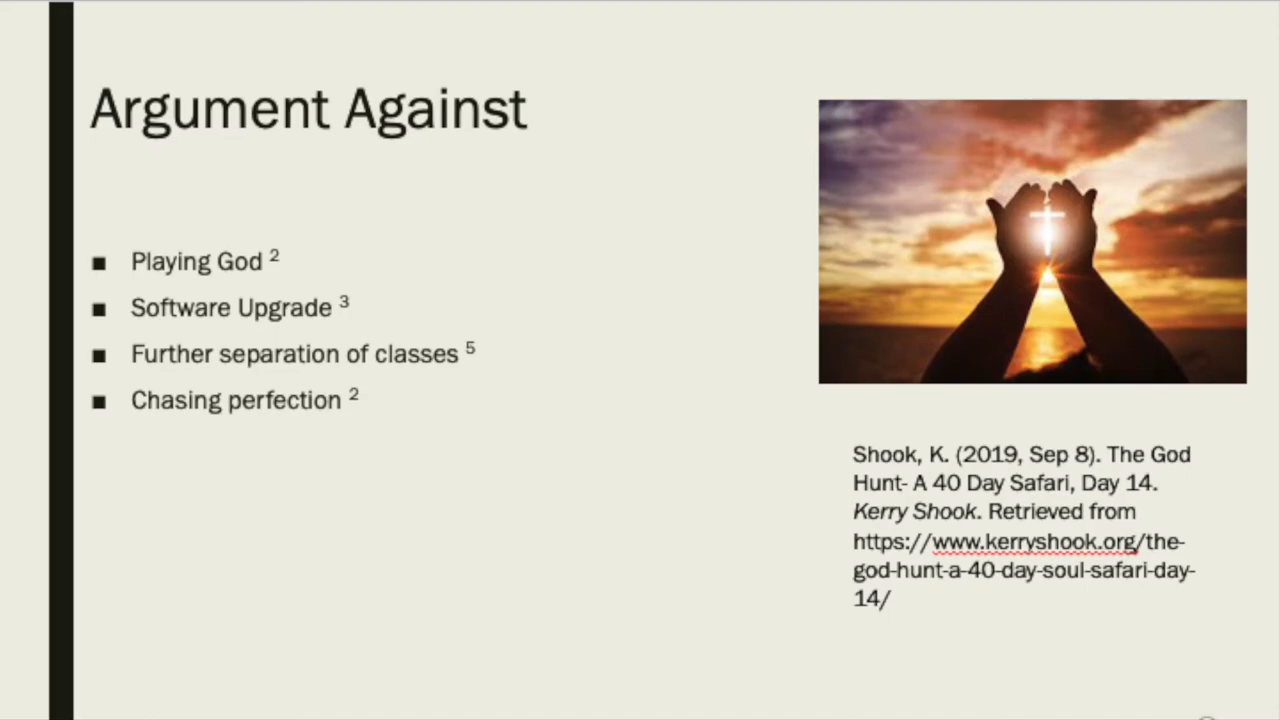 Argument Against
■ Playing God ²
■ Software Upgrade ³
■ Further separation of classes ⁵
■ Chasing perfection ²
Shook, K. (2019, Sep 8). The God
Hunt- A 40 Day Safari, Day 14.
Kerry Shook. Retrieved from
https://www.kerryshook.org/the-
god-hunt-a-40-day-soul-safari-day-
14/